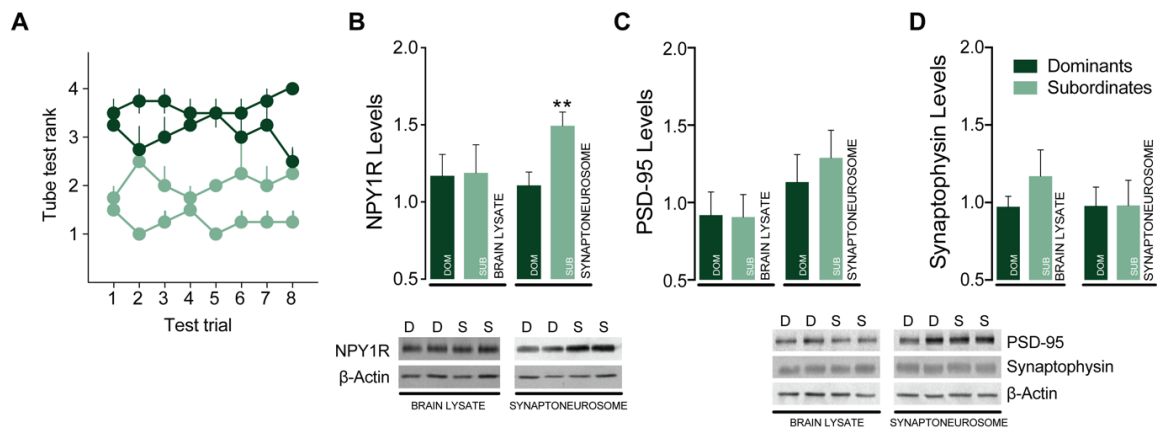 A
Tube test rank
4
3
2
1
1 2 3 4 5 6 7 8
Test trial
B
NPY1R Levels
2.0
1.5
1.0
0.5
**
DOM
SUB
BRAIN LYSATE
DOM
SUB
SYNAPTONEUROSOME
D D S S D D S S
NPY1R
β-Actin
BRAIN LYSATE SYNAPTONEUROSOME
C
PSD-95 Levels
2.0
1.5
1.0
0.5
DOM
SUB
BRAIN LYSATE
DOM
SUB
SYNAPTONEUROSOME
D
Synaptophysin Levels
2.0
1.5
1.0
0.5
Dominants
Subordinates
DOM
SUB
BRAIN LYSATE
DOM
SUB
SYNAPTONEUROSOME
D D S S D D S S
PSD-95
Synaptophysin
β-Actin
BRAIN LYSATE SYNAPTONEUROSOME